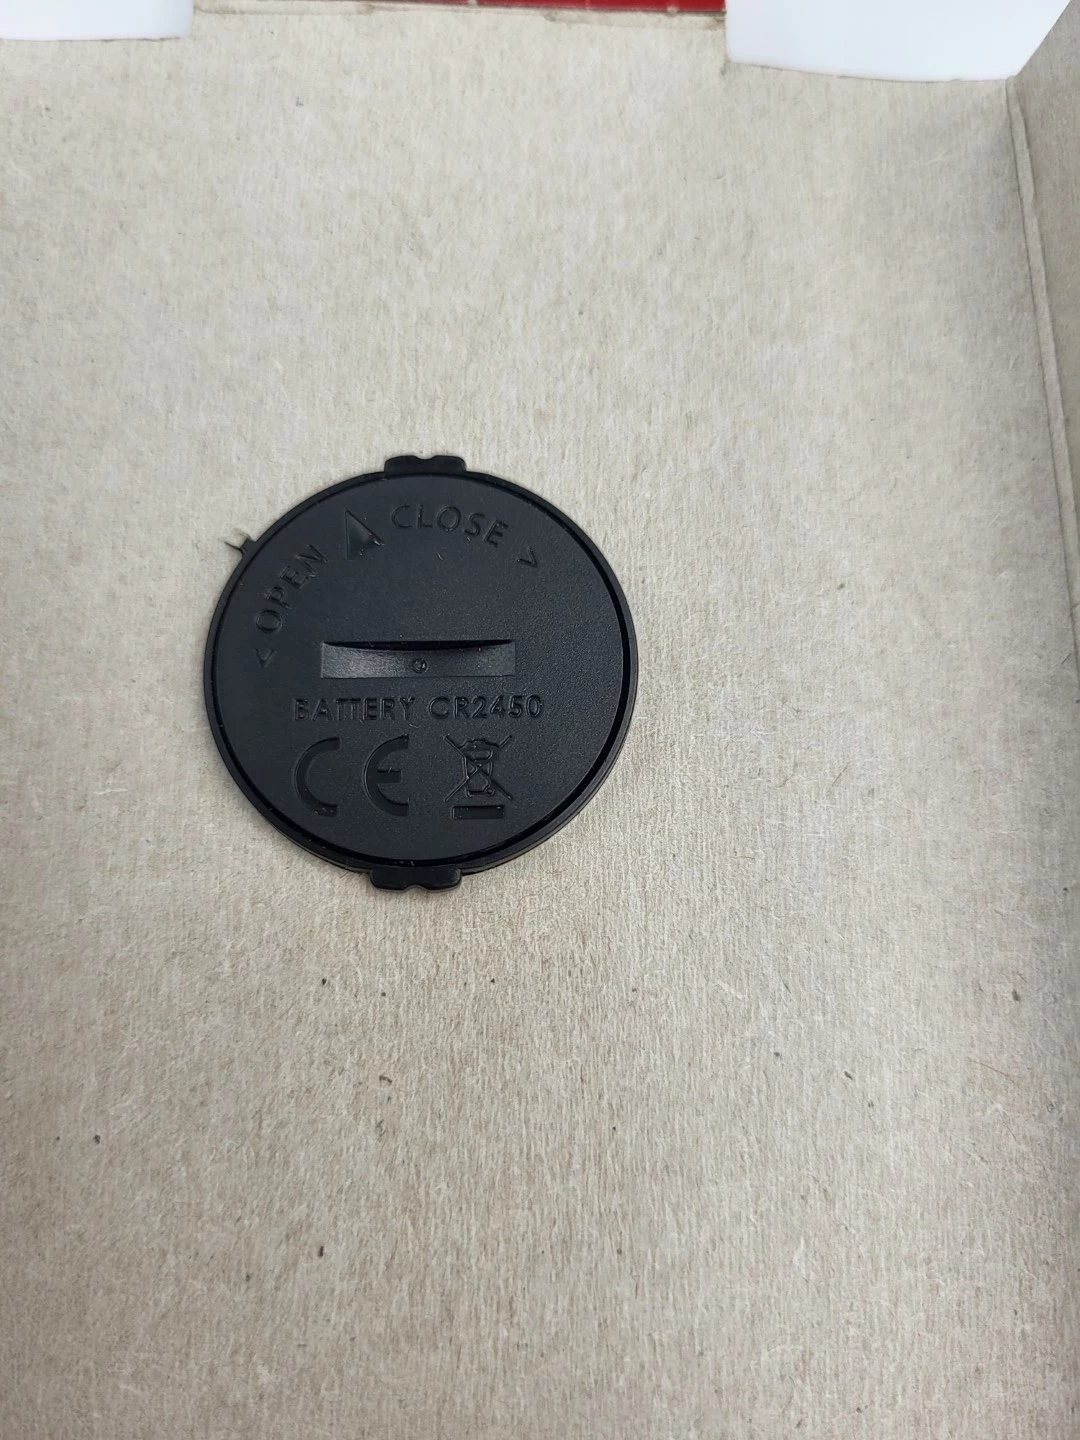 < OPEN CLOSE >
BATTERY CR2450
CE